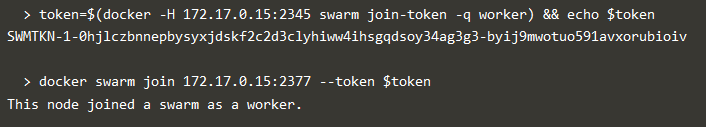 > token=$(docker -H 172.17.0.15:2345 swarm join-token -q worker) && echo $token
SWMTKN-1-0hjlczbnnepbysyxjdskf2c2d3clyhiww4ihsgqdsoy34ag3g3-byij9mwotuo591avxorubioiv
> docker swarm join 172.17.0.15:2377 --token $token
This node joined a swarm as a worker.